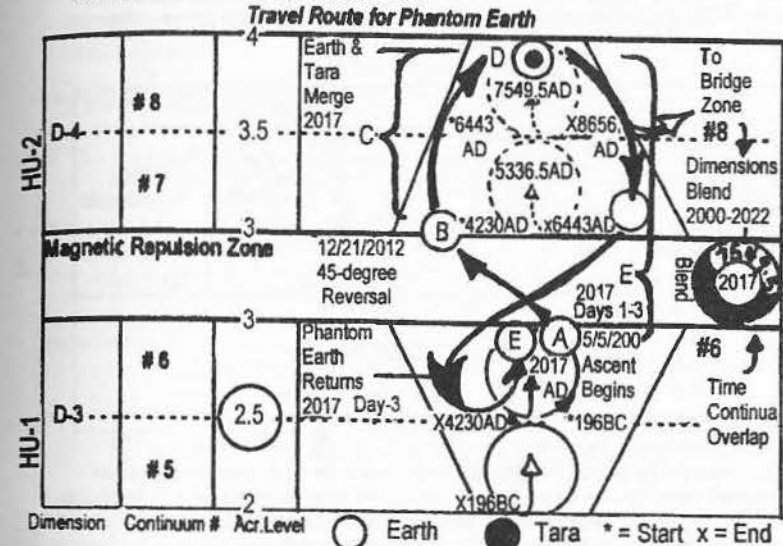 Travel Route for Phantom Earth
4
Earth &
Tara
Merge
2017
D
7549.5AD
To
Bridge
Zone
#8
HU-2
D-4
#8
3.5
C
*6443
AD
X8656
AD
#7
5336.5AD
Dimensions
Blend
2000-2022
3
B
*4230AD
x6443AD
Magnetic Repulsion Zone
12/21/2012
45-degree
Reversal
E
2017
Days 1-3
Blend
2017
3
Phantom
Earth
Returns
2017 Day-3
E
A
2017
AD
5/5/200
Ascent
Begins
#6
HU-1
D-3
#6
2.5
X4230AD
*196BC
Time
Continua
Overlap
#5
2
X196BC
Dimension Continuum # Acr.Level Earth Tara * = Start x = End